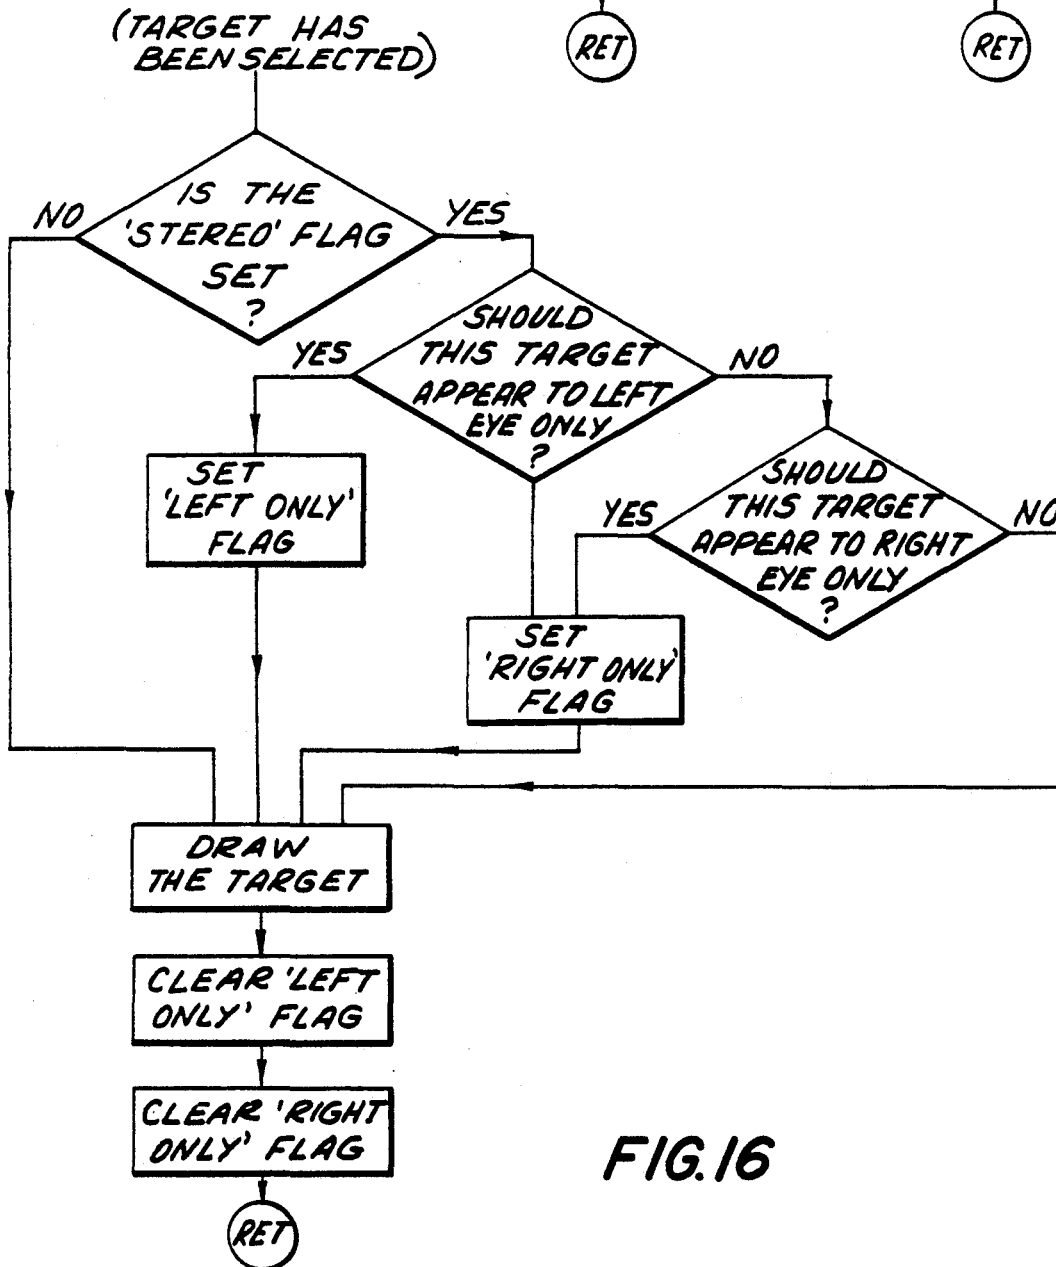 (TARGET HAS
BEEN SELECTED)
RET
RET
IS THE
'STEREO' FLAG
SET
?
NO
YES
SHOULD
THIS TARGET
APPEAR TO LEFT
EYE ONLY
?
YES
NO
SET
'LEFT ONLY'
FLAG
SHOULD
THIS TARGET
APPEAR TO RIGHT
EYE ONLY
?
YES
NO
SET
'RIGHT ONLY'
FLAG
DRAW
THE TARGET
CLEAR 'LEFT
ONLY' FLAG
CLEAR 'RIGHT
ONLY' FLAG
RET
FIG. 16